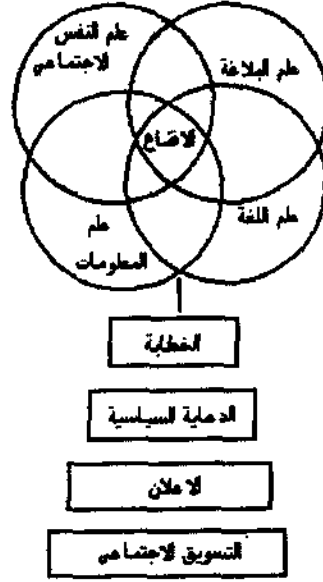 علم النفس
الاجتماعي
علم البلاغة
الاقناع
علم
المعلومات
علم اللغة
الخطابة
الدعاية السياسية
الاعلان
التسويق الاجتماعي